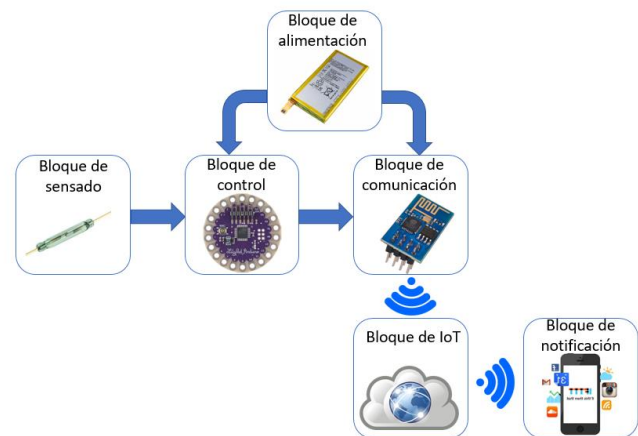 Bloque de
alimentación
Bloque de
sensado
Bloque de
control
Bloque de
comunicación
Bloque de IoT
Bloque de
notificación